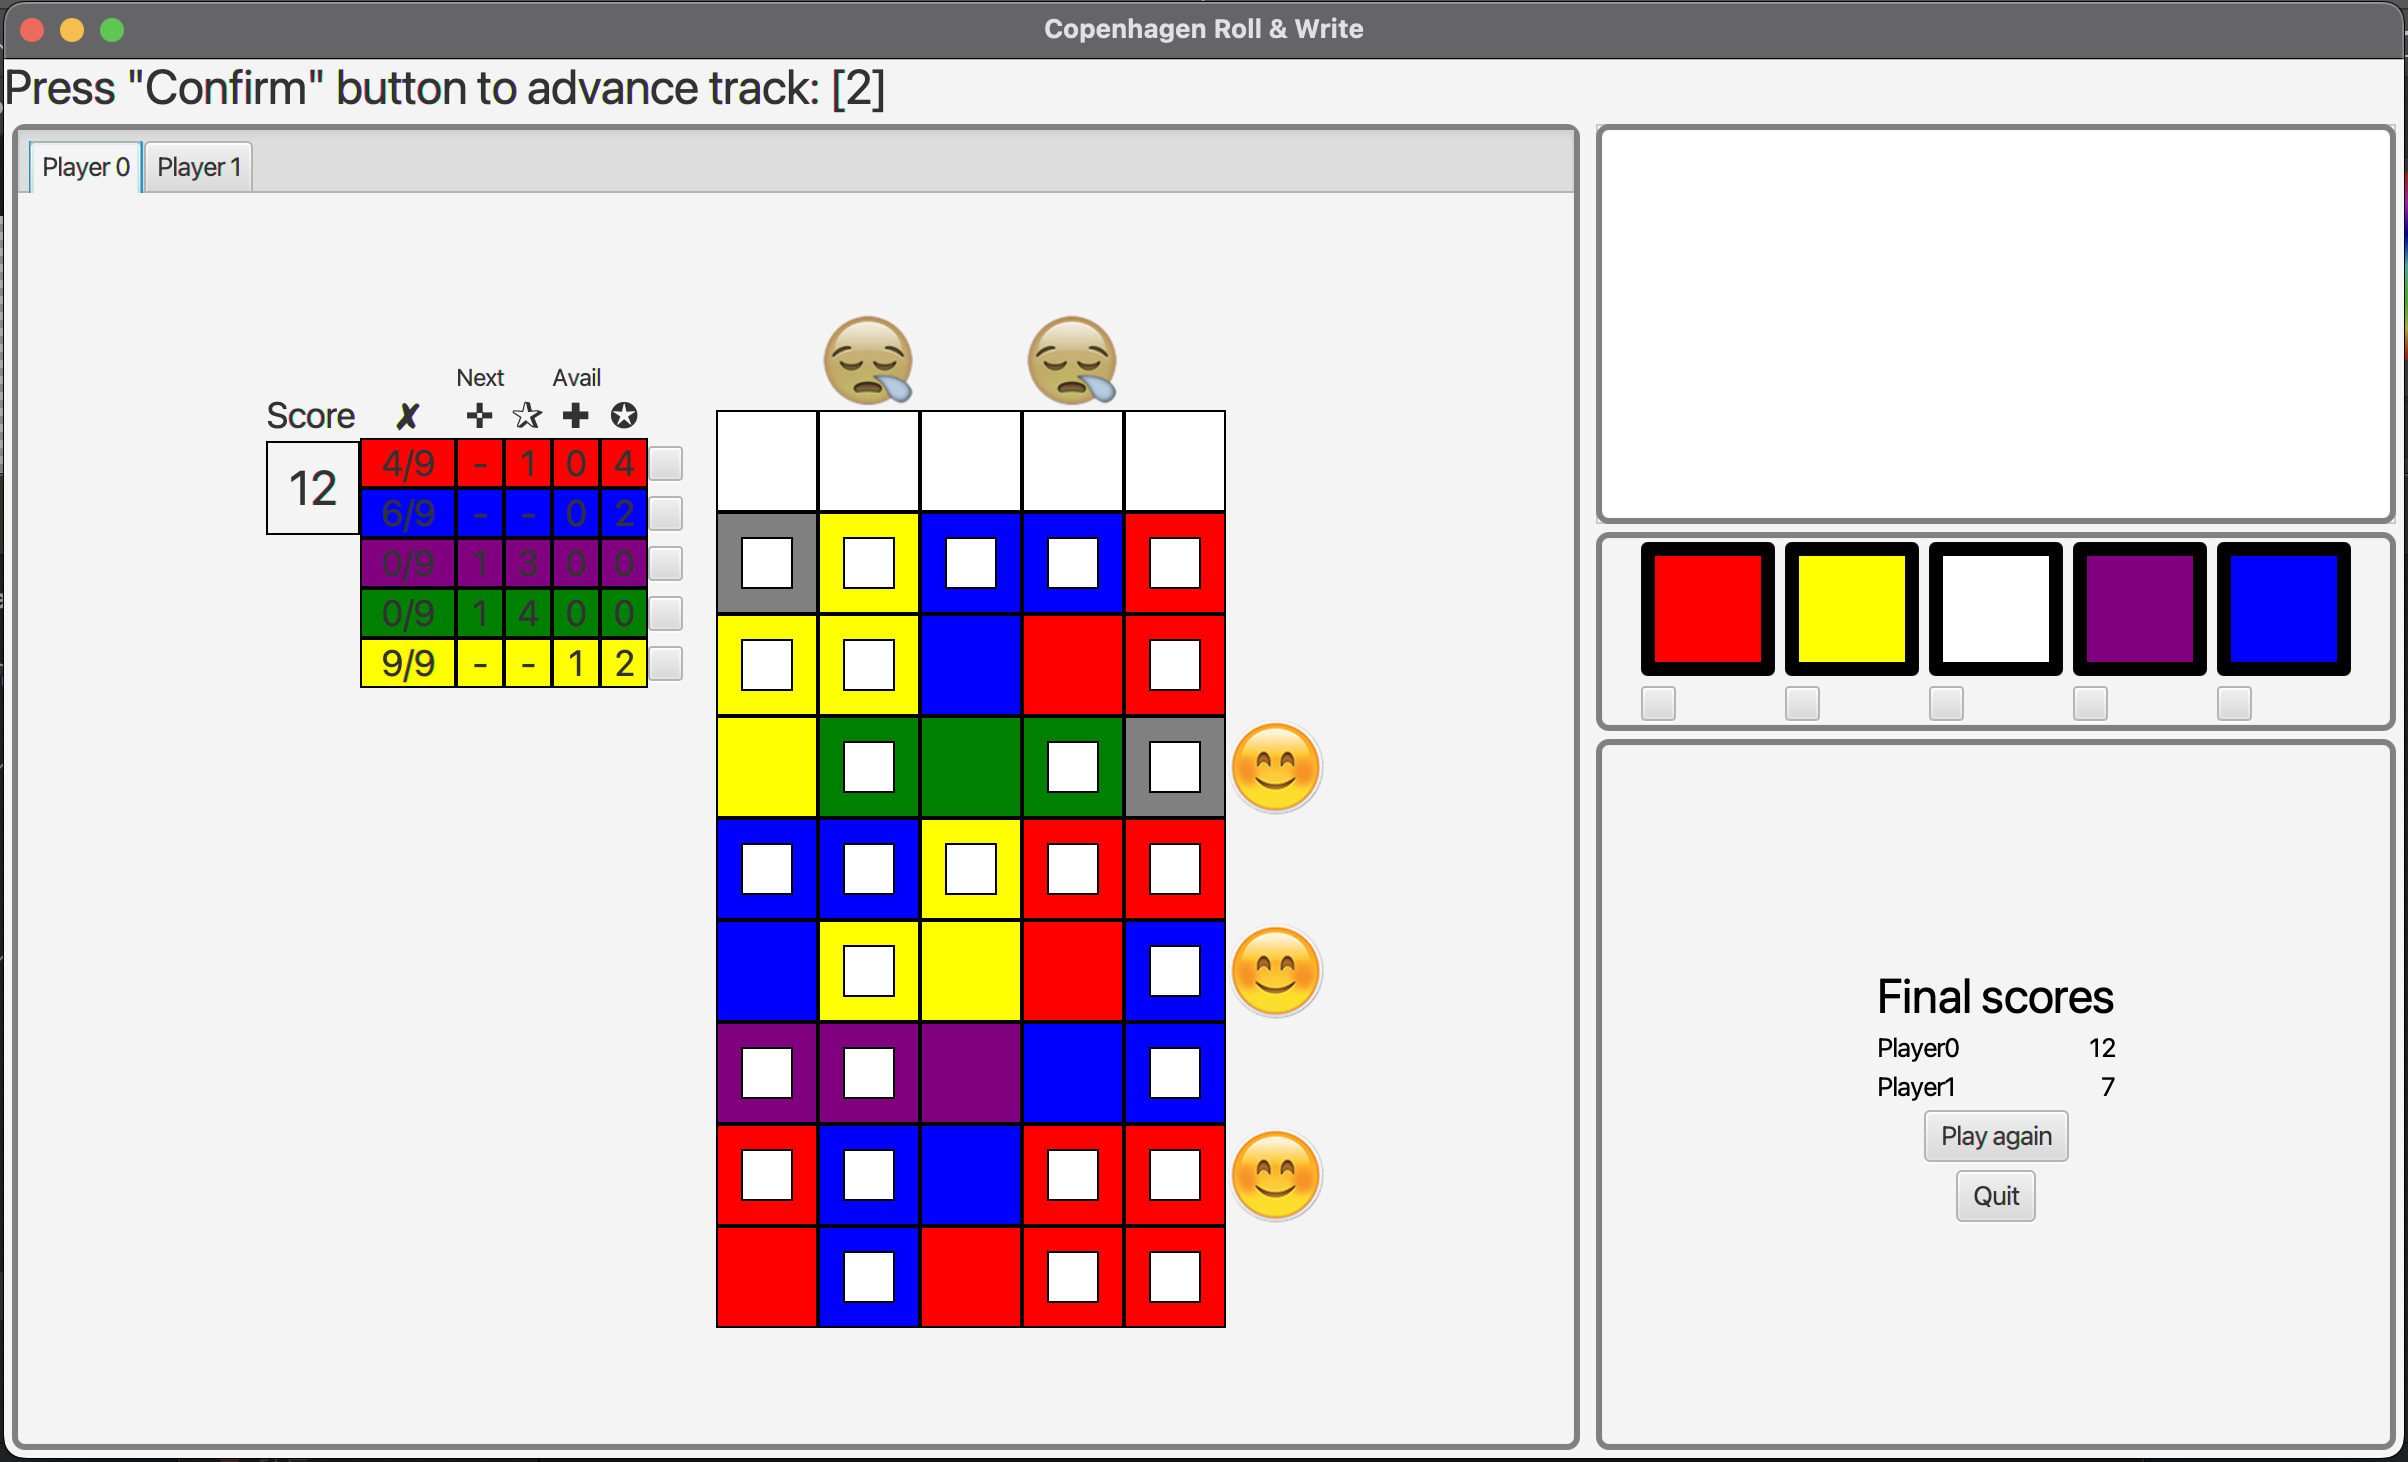 Copenhagen Roll & Write
Press "Confirm" button to advance track: [2]
Player 0 Player 1
Next Avail
Score ✗ ✛ ☆ ✚ ✪
12
4/9 - 1 0 4
6/9 - - 0 2
0/9 1 3 0 0
0/9 1 4 0 0
9/9 - - 1 2
Final scores
Player0 12
Player1 7
Play again
Quit